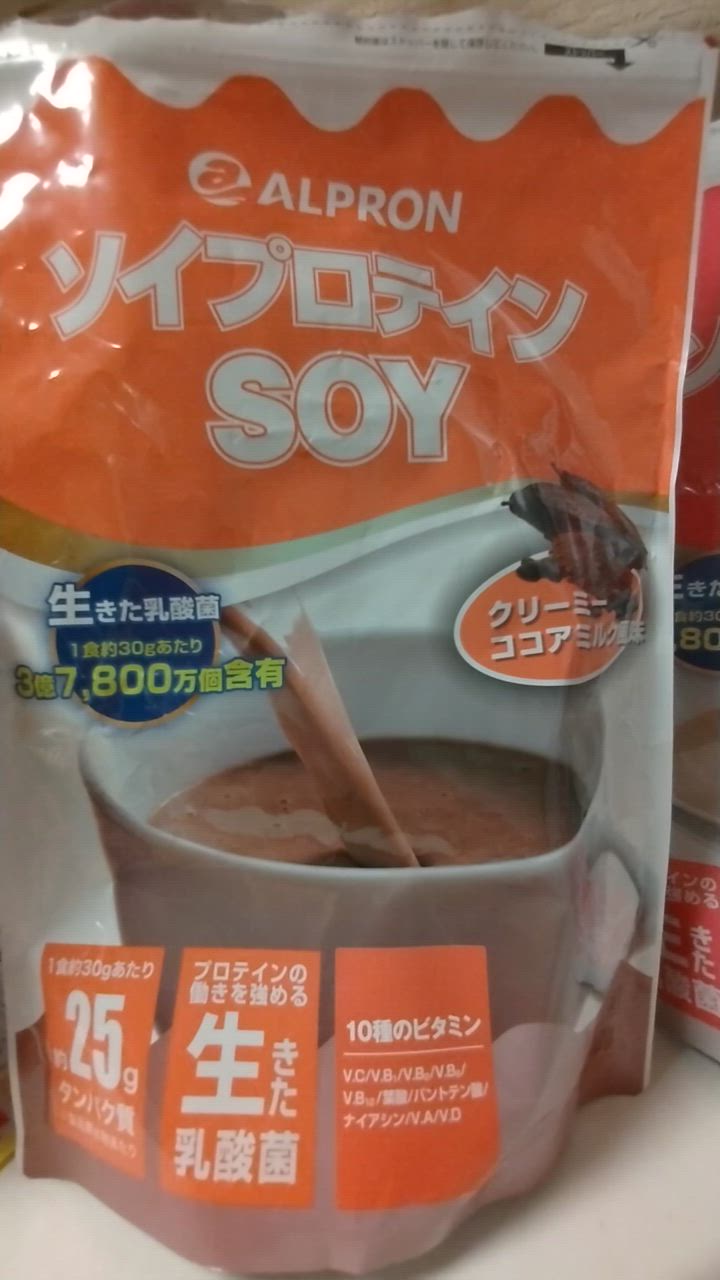 ALPRON
ソイプロテイン
SOY
生きた乳酸菌
1食約30gあたり
3億7,800万個含有
クリーミー
ココアミルク風味
1食約30gあたり
約25g
タンパク質
プロテインの
働きを強める
生きた
乳酸菌
10種のビタミン
V.C/V.B₁/V.B₂/V.B₆/
V.B₁₂/葉酸/パントテン酸/
ナイアシン/V.A/V.D